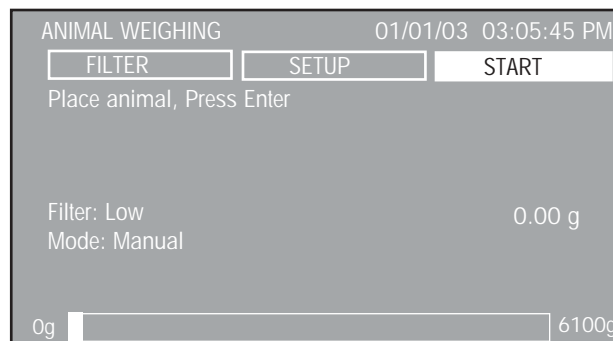 ANIMAL WEIGHING 01/01/03 03:05:45 PM
FILTER SETUP START
Place animal, Press Enter
Filter: Low 0.00 g
Mode: Manual
0g 6100g